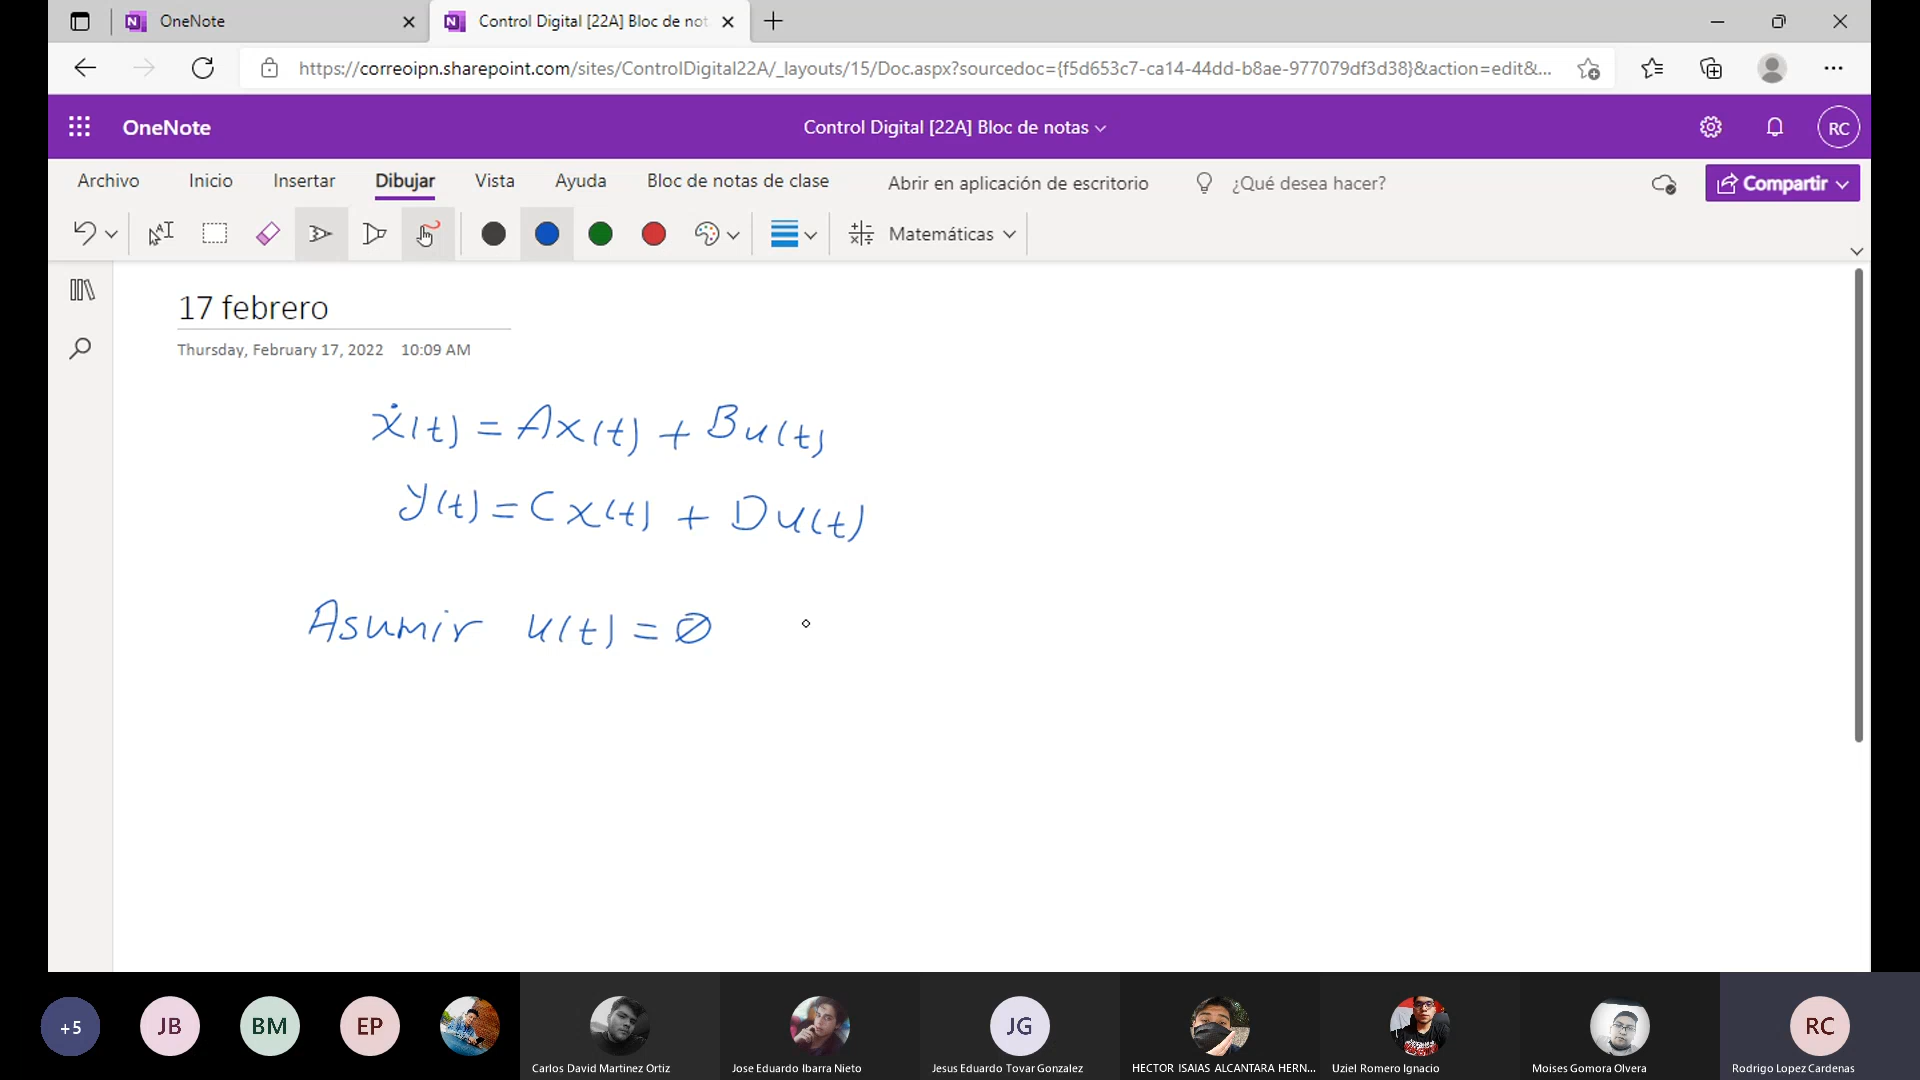 OneNote
Control Digital [22A] Bloc de not
https://correoipn.sharepoint.com/sites/ControlDigital22A/_layouts/15/Doc.aspx?sourcedoc={f5d653c7-ca14-44dd-b8ae-977079df3d38}&action=edit&...
OneNote
Control Digital [22A] Bloc de notas
RC
Archivo Inicio Insertar Dibujar Vista Ayuda Bloc de notas de clase Abrir en aplicación de escritorio ¿Qué desea hacer? Compartir
Matemáticas
17 febrero
Thursday, February 17, 2022 10:09 AM
ẋ(t) = Ax(t) + Bu(t)
y(t) = Cx(t) + Du(t)
Asumir u(t) = ∅
+5 JB BM EP JG RC
Carlos David Martinez Ortiz Jose Eduardo Ibarra Nieto Jesus Eduardo Tovar Gonzalez HECTOR ISAIAS ALCANTARA HERN... Uziel Romero Ignacio Moises Gomora Olvera Rodrigo Lopez Cardenas